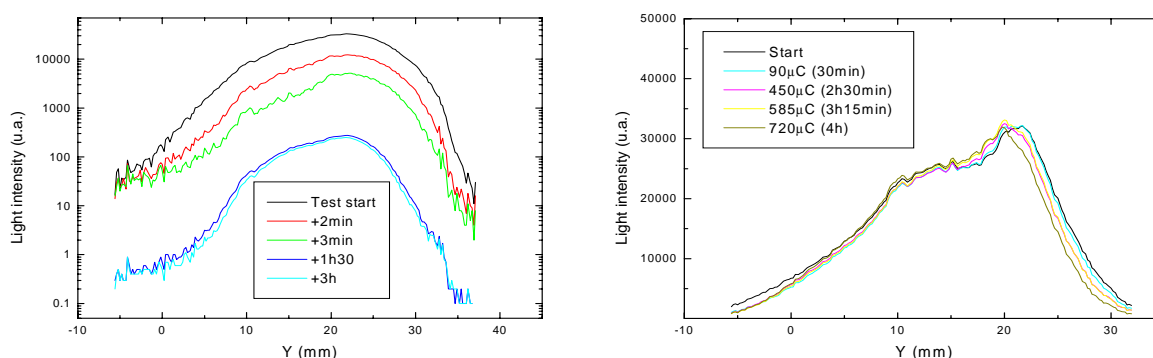 10000
1000
100
10
1
0.1
-10
0
10
20
30
40
Light intensity (u.a.)
Y (mm)
Test start
+2min
+3min
+1h30
+3h
50000
40000
30000
20000
10000
-10
0
10
20
30
Light intensity (u.a.)
Y (mm)
Start
90µC (30min)
450µC (2h30min)
585µC (3h15min)
720µC (4h)